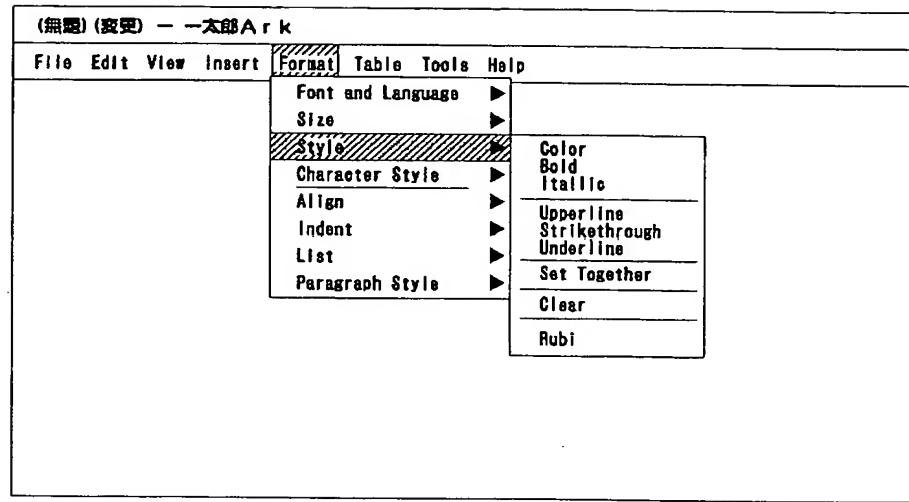 (無題) (変更) － 一太郎Ａｒｋ
File Edit View Insert Format Table Tools Help
Font and Language ▶
Size ▶
Style ▶
Character Style ▶
Align ▶
Indent ▶
List ▶
Paragraph Style ▶
Color
Bold
Itallic
Upperline
Strikethrough
Underline
Set Together
Clear
Rubi